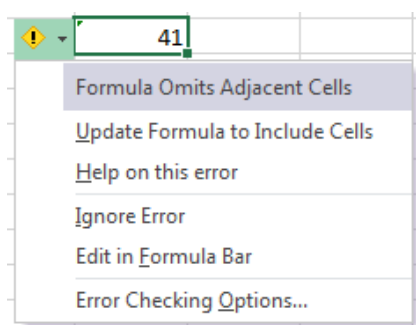 41
Formula Omits Adjacent Cells
Update Formula to Include Cells
Help on this error
Ignore Error
Edit in Formula Bar
Error Checking Options...